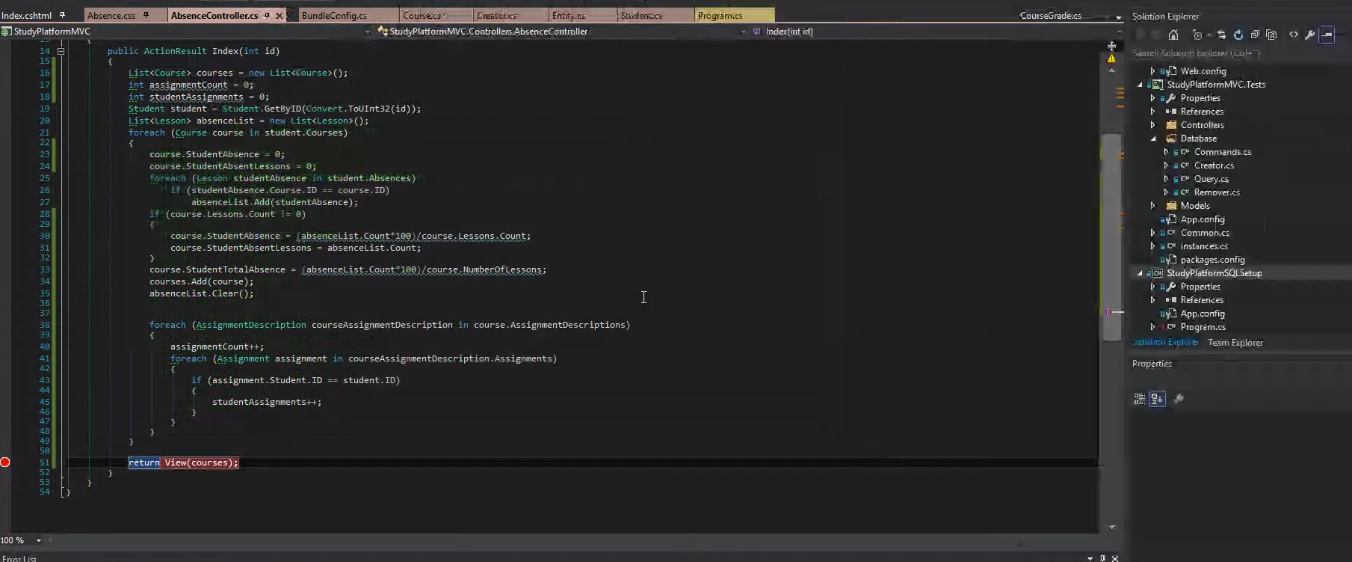 Index.cshtml Absence.css AbsenceController.cs BundleConfig.cs Course.cs Creator.cs Entity.cs Student.cs Program.cs CourseGrade.cs
StudyPlatformMVC StudyPlatformMVC.Controllers.AbsenceController Index(int id)
14 public ActionResult Index(int id)
15 {
16 List<Course> courses = new List<Course>();
17 int assignmentCount = 0;
18 int studentAssignments = 0;
19 Student student = Student.GetByID(Convert.ToUInt32(id));
20 List<Lesson> absenceList = new List<Lesson>();
21 foreach (Course course in student.Courses)
22 {
23 course.StudentAbsence = 0;
24 course.StudentAbsentLessons = 0;
25 foreach (Lesson studentAbsence in student.Absences)
26 if (studentAbsence.Course.ID == course.ID)
27 absenceList.Add(studentAbsence);
28 if (course.Lessons.Count != 0)
29 {
30 course.StudentAbsence = (absenceList.Count*100)/course.Lessons.Count;
31 course.StudentAbsentLessons = absenceList.Count;
32 }
33 course.StudentTotalAbsence = (absenceList.Count*100)/course.NumberOfLessons;
34 courses.Add(course);
35 absenceList.Clear();
36
37
38 foreach (AssignmentDescription courseAssignmentDescription in course.AssignmentDescriptions)
39 {
40 assignmentCount++;
41 foreach (Assignment assignment in courseAssignmentDescription.Assignments)
42 {
43 if (assignment.Student.ID == student.ID)
44 {
45 studentAssignments++;
46 }
47 }
48 }
49 }
50
51 return View(courses);
52 }
53 }
54 }
100 %
Error List
Solution Explorer
Search Solution Explorer (Ctrl+
Web.config
StudyPlatformMVC.Tests
Properties
References
Controllers
Database
Commands.cs
Creator.cs
Query.cs
Remover.cs
Models
App.config
Common.cs
instances.cs
packages.config
StudyPlatformSQLSetup
Properties
References
App.config
Program.cs
Solution Explorer Team Explorer
Properties